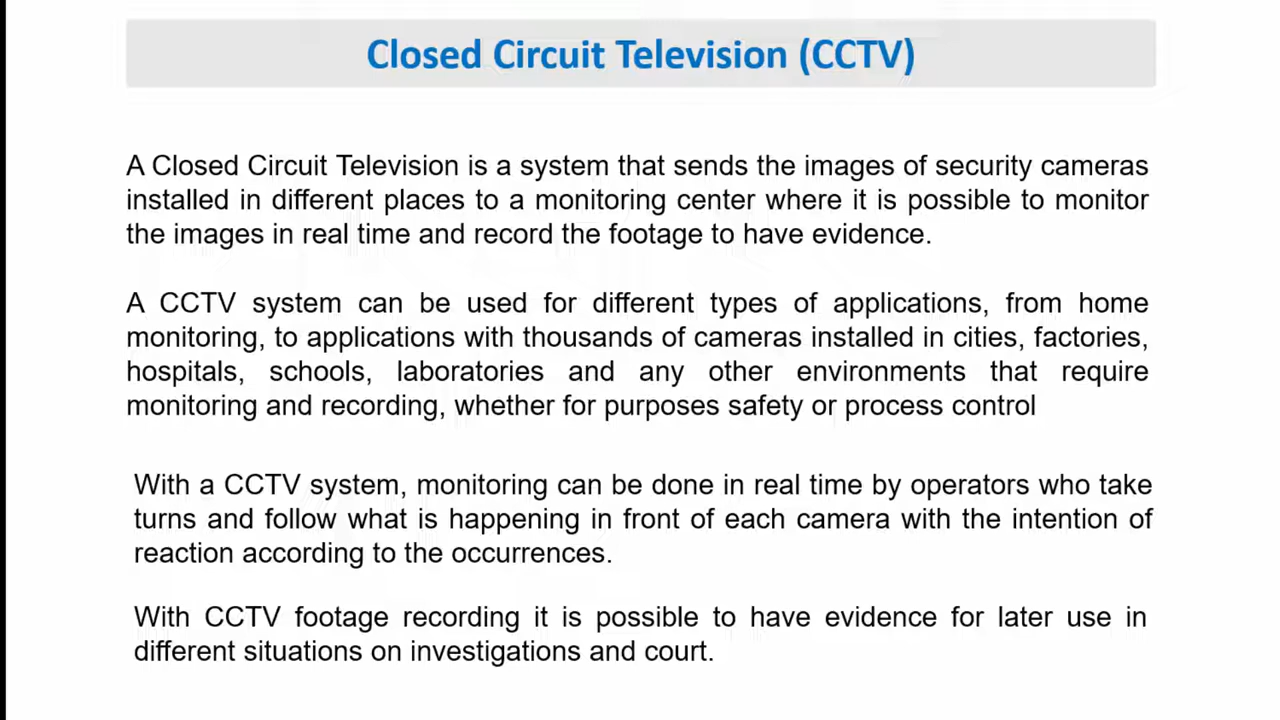 Closed Circuit Television (CCTV)
A Closed Circuit Television is a system that sends the images of security cameras
installed in different places to a monitoring center where it is possible to monitor
the images in real time and record the footage to have evidence.
A CCTV system can be used for different types of applications, from home
monitoring, to applications with thousands of cameras installed in cities, factories,
hospitals, schools, laboratories and any other environments that require
monitoring and recording, whether for purposes safety or process control
With a CCTV system, monitoring can be done in real time by operators who take
turns and follow what is happening in front of each camera with the intention of
reaction according to the occurrences.
With CCTV footage recording it is possible to have evidence for later use in
different situations on investigations and court.